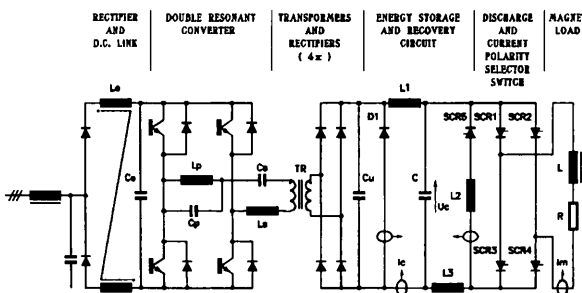 RECTIFIER
AND
D.C. LINK
DOUBLE RESONANT
CONVERTER
TRANSFORMERS
AND
RECTIFIERS
( 4x )
ENERGY STORAGE
AND RECOVERY
CIRCUIT
DISCHARGE
AND
CURRENT
POLARITY
SELECTOR
SWITCH
MAGNE
LOAD
Le
L1
D1
SCR5
SCR1
SCR2
Lp
Cs
TR
Ce
Cu
C
Uc
L2
L
Cp
Ls
R
SCR3
SCR4
Ic
L3
Im